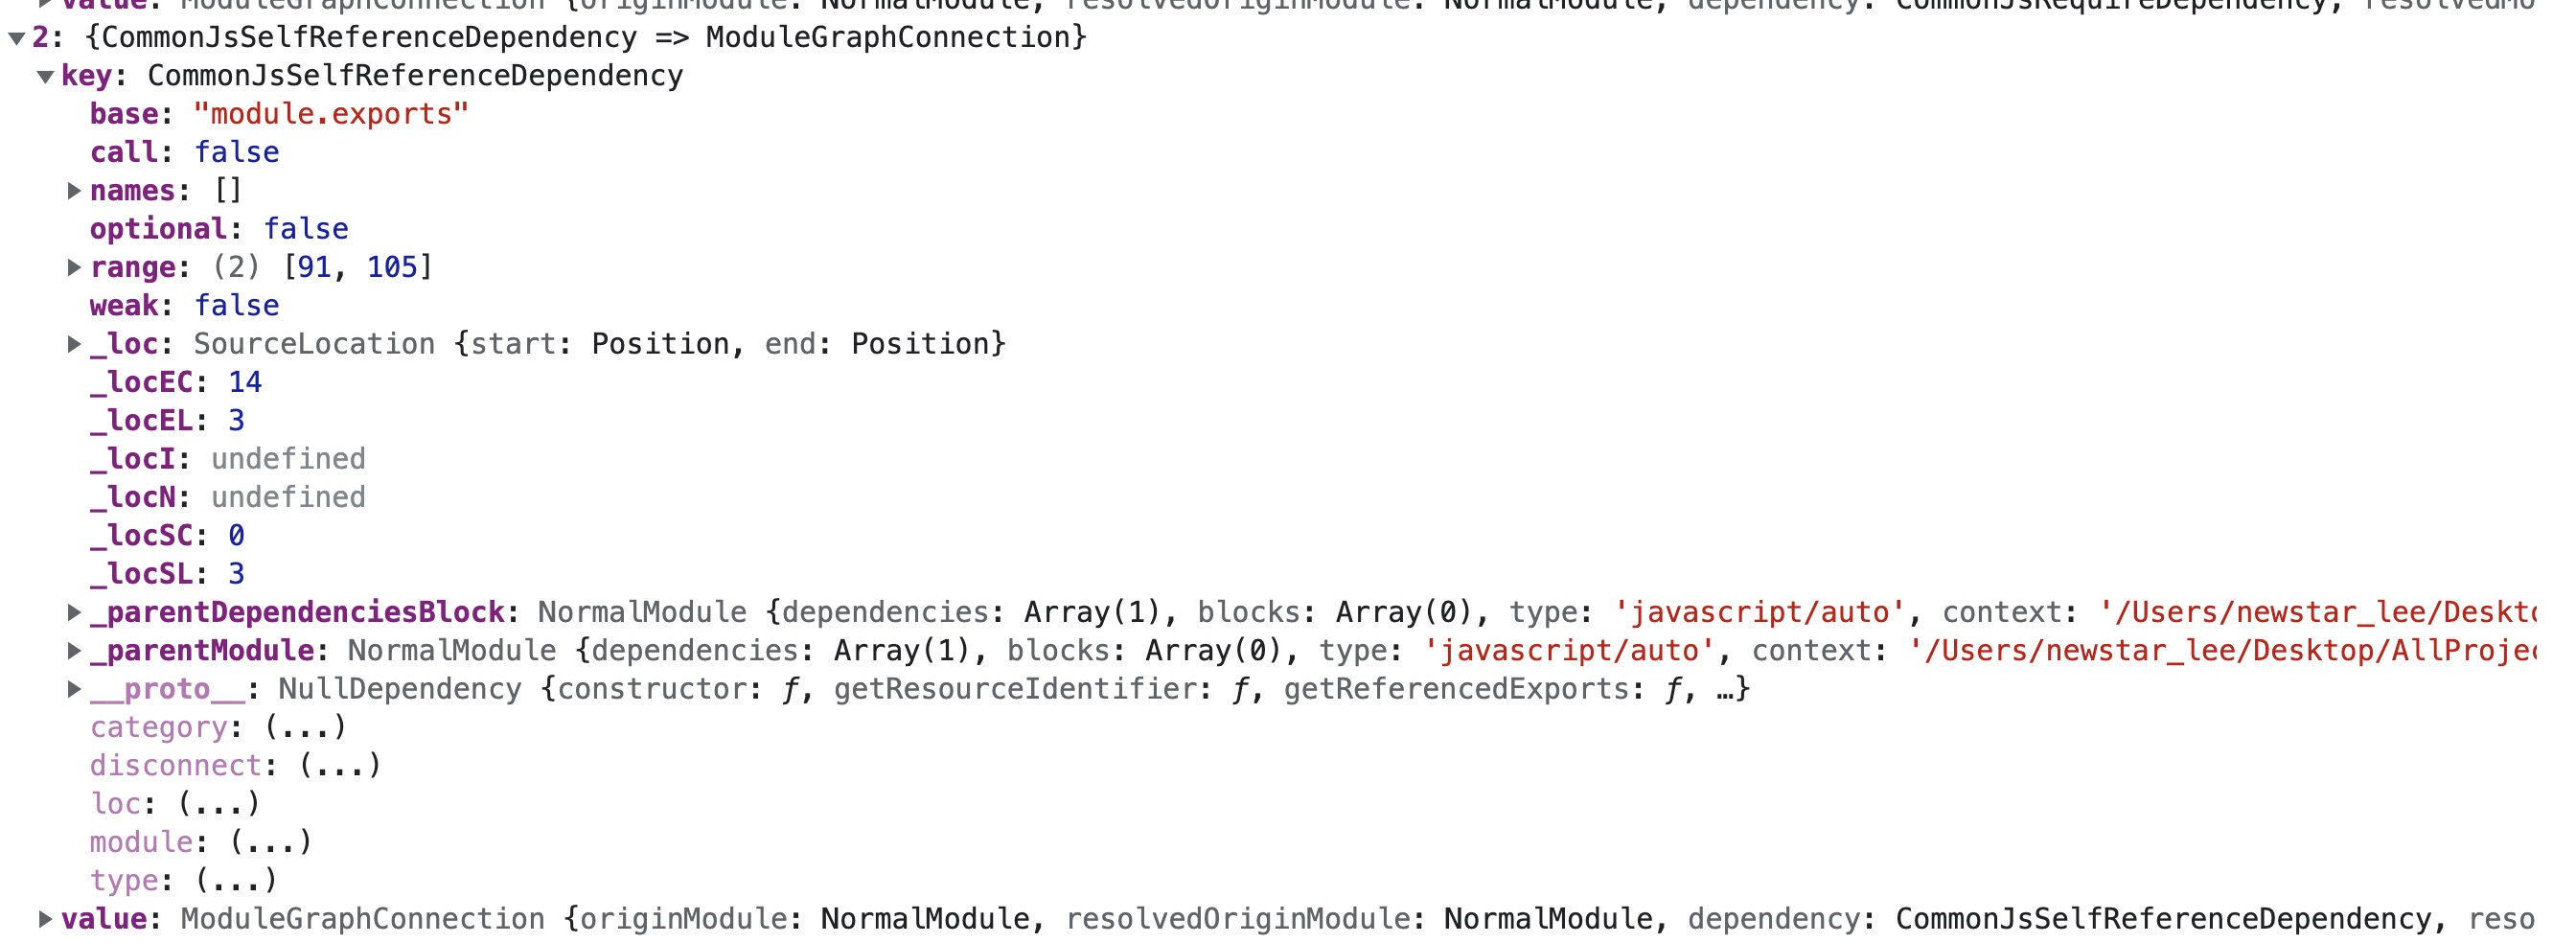 value: ModuleGraphConnection {originModule: NormalModule, resolvedOriginModule: NormalModule, dependency: CommonJsRequireDependency, resolvedMo
2: {CommonJsSelfReferenceDependency => ModuleGraphConnection}
key: CommonJsSelfReferenceDependency
base: "module.exports"
call: false
names: []
optional: false
range: (2) [91, 105]
weak: false
_loc: SourceLocation {start: Position, end: Position}
_locEC: 14
_locEL: 3
_locI: undefined
_locN: undefined
_locSC: 0
_locSL: 3
_parentDependenciesBlock: NormalModule {dependencies: Array(1), blocks: Array(0), type: 'javascript/auto', context: '/Users/newstar_lee/Deskto
_parentModule: NormalModule {dependencies: Array(1), blocks: Array(0), type: 'javascript/auto', context: '/Users/newstar_lee/Desktop/AllProjec
__proto__: NullDependency {constructor: ƒ, getResourceIdentifier: ƒ, getReferencedExports: ƒ, …}
category: (...)
disconnect: (...)
loc: (...)
module: (...)
type: (...)
value: ModuleGraphConnection {originModule: NormalModule, resolvedOriginModule: NormalModule, dependency: CommonJsSelfReferenceDependency, reso